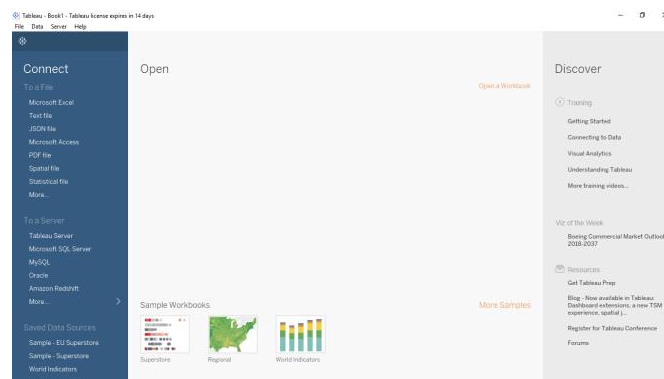 Tableau - Book1 - Tableau license expires in 14 days
File Data Server Help
Connect
To a File
Microsoft Excel
Text file
JSON file
Microsoft Access
PDF file
Spatial file
Statistical file
More...
To a Server
Tableau Server
Microsoft SQL Server
MySQL
Oracle
Amazon Redshift
More...
Saved Data Sources
Sample - EU Superstore
Sample - Superstore
World Indicators
Open
Open a Workbook
Sample Workbooks
More Samples
Superstore
Regional
World Indicators
Discover
Training
Getting Started
Connecting to Data
Visual Analytics
Understanding Tableau
More training videos...
Viz of the Week
Boeing Commercial Market Outlook
2018-2037
Resources
Get Tableau Prep
Blog - Now available in Tableau:
Dashboard extensions, a new TSM
experience, spatial j...
Register for Tableau Conference
Forums